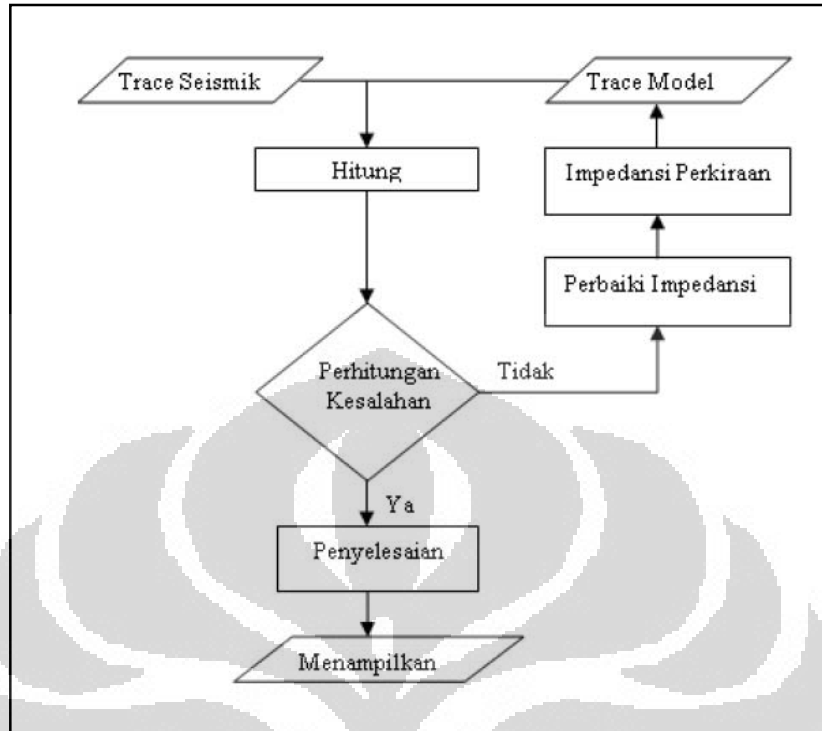 Trace Seismik
Trace Model
Hitung
Impedansi Perkiraan
Perbaiki Impedansi
Perhitungan
Kesalahan
Tidak
Ya
Penyelesaian
Menampilkan